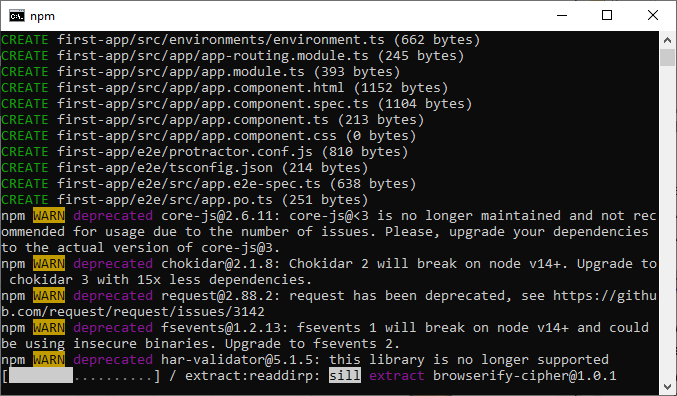 npm
CREATE first-app/src/environments/environment.ts (662 bytes)
CREATE first-app/src/app/app-routing.module.ts (245 bytes)
CREATE first-app/src/app/app.module.ts (393 bytes)
CREATE first-app/src/app/app.component.html (1152 bytes)
CREATE first-app/src/app/app.component.spec.ts (1104 bytes)
CREATE first-app/src/app/app.component.ts (213 bytes)
CREATE first-app/src/app/app.component.css (0 bytes)
CREATE first-app/e2e/protractor.conf.js (810 bytes)
CREATE first-app/e2e/tsconfig.json (214 bytes)
CREATE first-app/e2e/src/app.e2e-spec.ts (638 bytes)
CREATE first-app/e2e/src/app.po.ts (251 bytes)
npm WARN deprecated core-js@2.6.11: core-js@<3 is no longer maintained and not rec
ommended for usage due to the number of issues. Please, upgrade your dependencies
to the actual version of core-js@3.
npm WARN deprecated chokidar@2.1.8: Chokidar 2 will break on node v14+. Upgrade to
 chokidar 3 with 15x less dependencies.
npm WARN deprecated request@2.88.2: request has been deprecated, see https://githu
b.com/request/request/issues/3142
npm WARN deprecated fsevents@1.2.13: fsevents 1 will break on node v14+ and could
be using insecure binaries. Upgrade to fsevents 2.
npm WARN deprecated har-validator@5.1.5: this library is no longer supported
[        ..........] / extract:readdirp: sill extract browserify-cipher@1.0.1